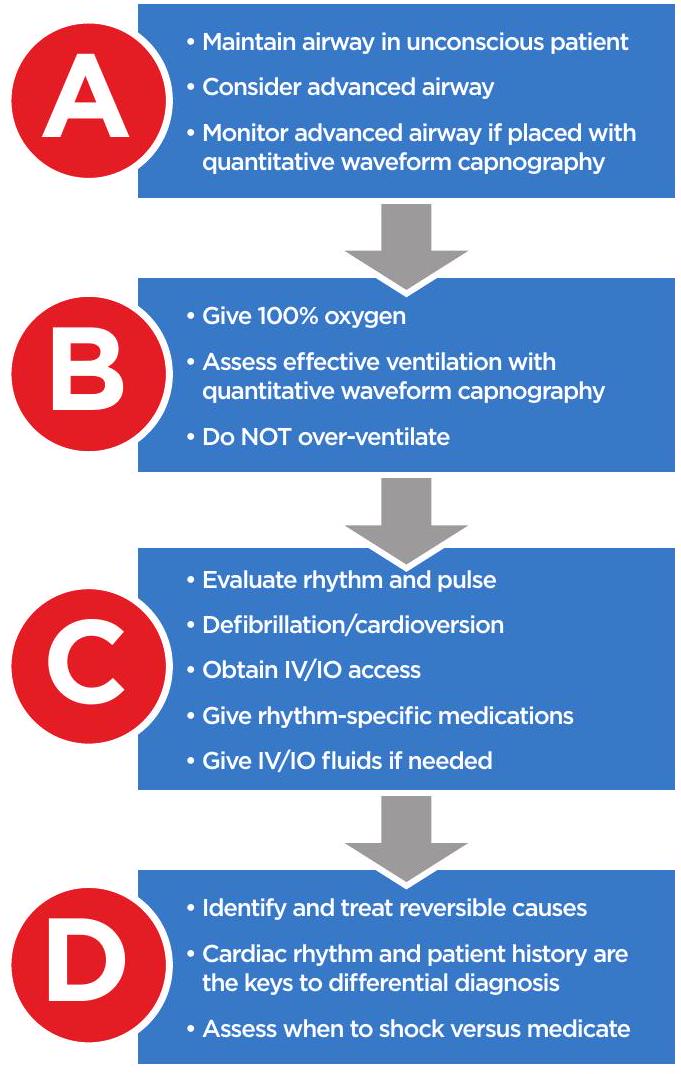 A
• Maintain airway in unconscious patient
• Consider advanced airway
• Monitor advanced airway if placed with
quantitative waveform capnography
B
• Give 100% oxygen
• Assess effective ventilation with
quantitative waveform capnography
• Do NOT over-ventilate
C
• Evaluate rhythm and pulse
• Defibrillation/cardioversion
• Obtain IV/IO access
• Give rhythm-specific medications
• Give IV/IO fluids if needed
D
• Identify and treat reversible causes
• Cardiac rhythm and patient history are
the keys to differential diagnosis
• Assess when to shock versus medicate